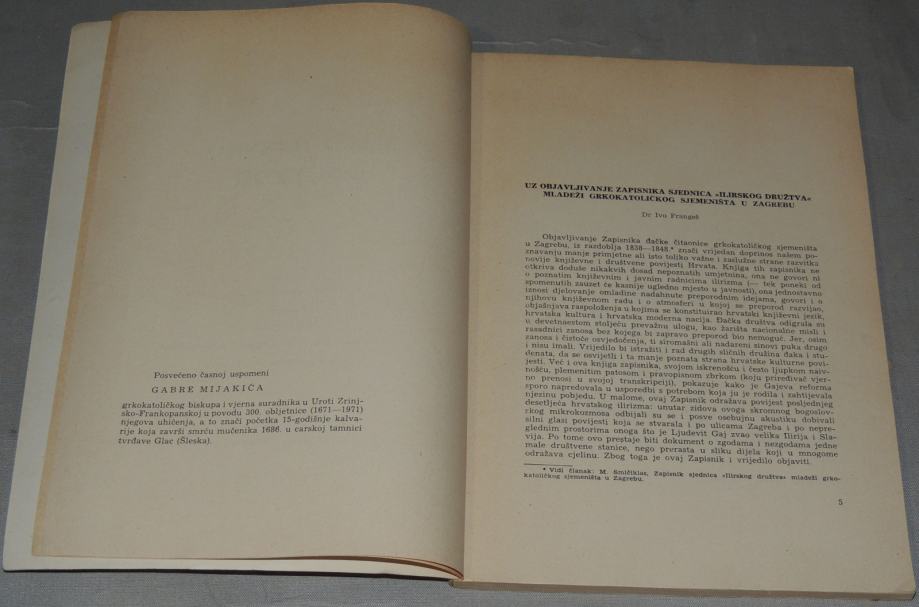 Posvećeno časnoj uspomeni
GABRE MIJAKIĆA
grkokatoličkog biskupa i vjerna suradnika u Uroti Zrinj-
sko-Frankopanskoj u povodu 300. obljetnice (1671—1971)
njegova uhićenja, a to znači početka 15-godišnje kalva-
rije koja završi smrću mučenika 1686. u carskoj tamnici
tvrđave Glac (Šleska).
UZ OBJAVLJIVANJE ZAPISNIKA SJEDNICA »ILIRSKOG DRUŽTVA«
MLADEŽI GRKOKATOLIČKOG SJEMENIŠTA U ZAGREBU
Dr Ivo Frangeš
Objavljivanje Zapisnika đačke čitaonice grkokatoličkog sjemeništa
u Zagrebu, iz razdoblja 1838—1848.* znači vrijedan doprinos našem po-
znavanju manje primjetne ali isto toliko važne i zaslužne strane razvitka
novije književne i društvene povijesti Hrvata. Knjiga tih zapisnika ne
otkriva doduše nikakvih dosad nepoznatih umjetnina, ona ne govori ni
o poznatim književnim i javnim radnicima ilirizma (— tek poneki od
spomenutih zauzet će kasnije ugledno mjesto u javnosti), ona jednostavno
iznosi djelovanje omladine nadahnute preporodnim idejama, govori i o
njihovu književnom radu i o atmosferi u kojoj se preporod razvijao,
objašnjava raspoloženja u kojima se konstituirao hrvatski književni jezik,
hrvatska kultura i hrvatska moderna nacija. Đačka društva odigrala su
u devetnaestom stoljeću prevažnu ulogu, kao žarišta nacionalne misli i
rasadnici zanosa bez kojega bi zapravo preporod bio nemoguć. Jer, osim
zanosa i čistoće osvjedočenja, ti siromašni ali nadareni sinovi puka drugo
i nisu imali. Vrijedilo bi istražiti i rad drugih sličnih družina đaka i stu-
denata, da se osvijetli i ta manje poznata strana hrvatske kulturne povi-
jesti. Već i ova knjiga zapisnika, svojom iskrenošću i često ljupkom naiv-
nošću, plemenitim patosom i pravopisnom zbrkom (koju priređivač vjer-
no prenosi u svojoj transkripciji), pokazuje kako je Gajeva reforma
sporo napredovala u usporedbi s potrebom koja ju je rodila i zahtijevala
njezinu pobjedu. U malome, ovaj Zapisnik odražava povijest posljednjeg
desetljeća hrvatskog ilirizma: unutar zidova ovoga skromnog bogoslov-
skog mikrokozmosa odbijali su se i posve osebujnu akustiku dobivali
silni glasi povijesti koja se stvarala i po ulicama Zagreba i po nepre-
glednim prostorima onoga što je Ljudevit Gaj zvao velika Ilirija i Sla-
vija. Po tome ovo prestaje biti dokument o zgodama i nezgodama jedne
male društvene stanice, nego prerasta u sliku djela koji u mnogome
odražava cjelinu. Zbog toga je ovaj Zapisnik i vrijedilo objaviti.
* Vidi članak: M. Smičiklas, Zapisnik sjednica »Ilirskog družtva« mladeži grko-
katoličkog sjemeništa u Zagrebu.
5